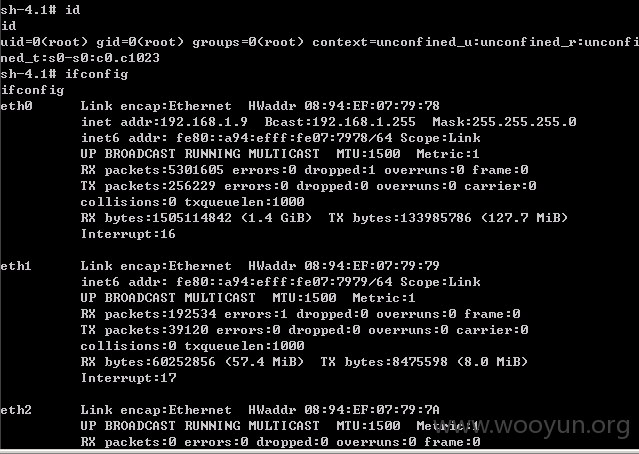 sh-4.1# id
id
uid=0(root) gid=0(root) groups=0(root) context=unconfined_u:unconfined_r:unconfi
ned_t:s0-s0:c0.c1023
sh-4.1# ifconfig
ifconfig
eth0      Link encap:Ethernet  HWaddr 08:94:EF:07:79:78
          inet addr:192.168.1.9  Bcast:192.168.1.255  Mask:255.255.255.0
          inet6 addr: fe80::a94:efff:fe07:7978/64 Scope:Link
          UP BROADCAST RUNNING MULTICAST  MTU:1500  Metric:1
          RX packets:5301605 errors:0 dropped:1 overruns:0 frame:0
          TX packets:256229 errors:0 dropped:0 overruns:0 carrier:0
          collisions:0 txqueuelen:1000
          RX bytes:1505114842 (1.4 GiB)  TX bytes:133985786 (127.7 MiB)
          Interrupt:16
eth1      Link encap:Ethernet  HWaddr 08:94:EF:07:79:79
          inet6 addr: fe80::a94:efff:fe07:7979/64 Scope:Link
          UP BROADCAST MULTICAST  MTU:1500  Metric:1
          RX packets:192534 errors:1 dropped:0 overruns:0 frame:0
          TX packets:39120 errors:0 dropped:0 overruns:0 carrier:0
          collisions:0 txqueuelen:1000
          RX bytes:60252856 (57.4 MiB)  TX bytes:8475598 (8.0 MiB)
          Interrupt:17
eth2      Link encap:Ethernet  HWaddr 08:94:EF:07:79:7A
          UP BROADCAST RUNNING MULTICAST  MTU:1500  Metric:1
          RX packets:0 errors:0 dropped:0 overruns:0 frame:0
www.wooyun.org